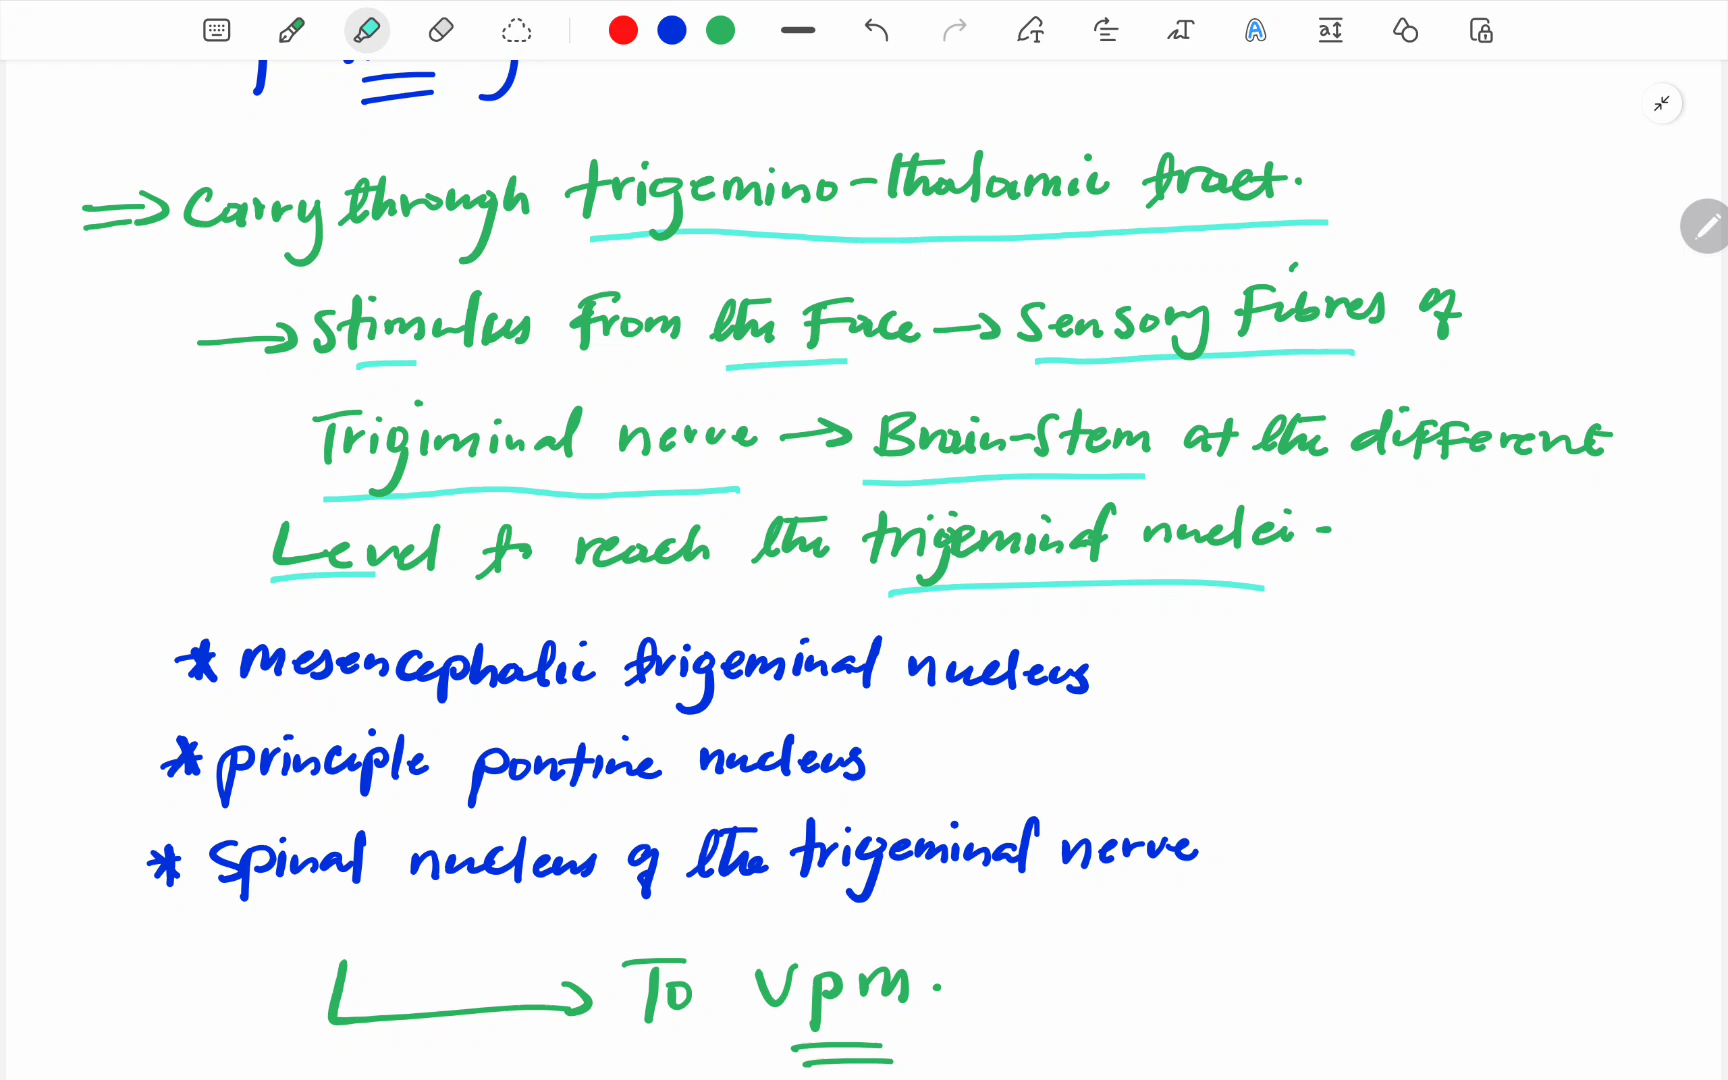 ⇒ Carry through trigemino-thalamic tract.
→ Stimulus from the Face → Sensory Fibres of
Trigiminal nerve → Brain-Stem at the different
Level to reach the trigeminal nuclei -
* mesencephalic trigeminal nucleus
* principle pontine nucleus
* Spinal nucleus of the trigeminal nerve
→ To Vpm.